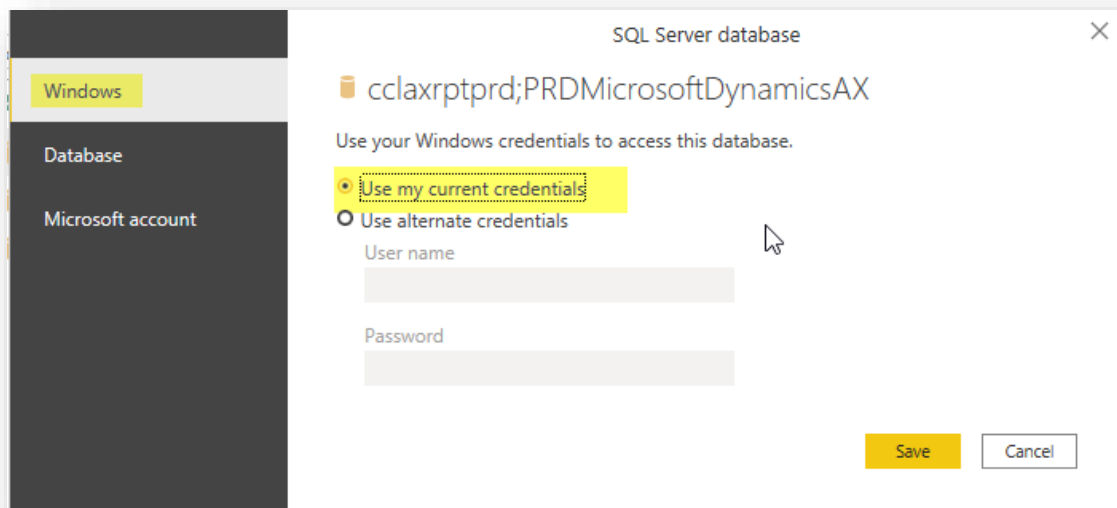 SQL Server database
Windows
Database
Microsoft account
cclaxrptprd;PRDMicrosoftDynamicsAX
Use your Windows credentials to access this database.
Use my current credentials
Use alternate credentials
User name
Password
Save
Cancel